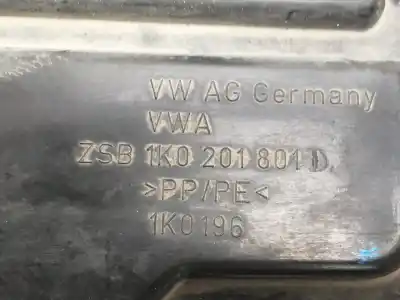 VW AG Germany
VWA
ZSB 1K0 201 801 D.
>PP/PE<
1K0196